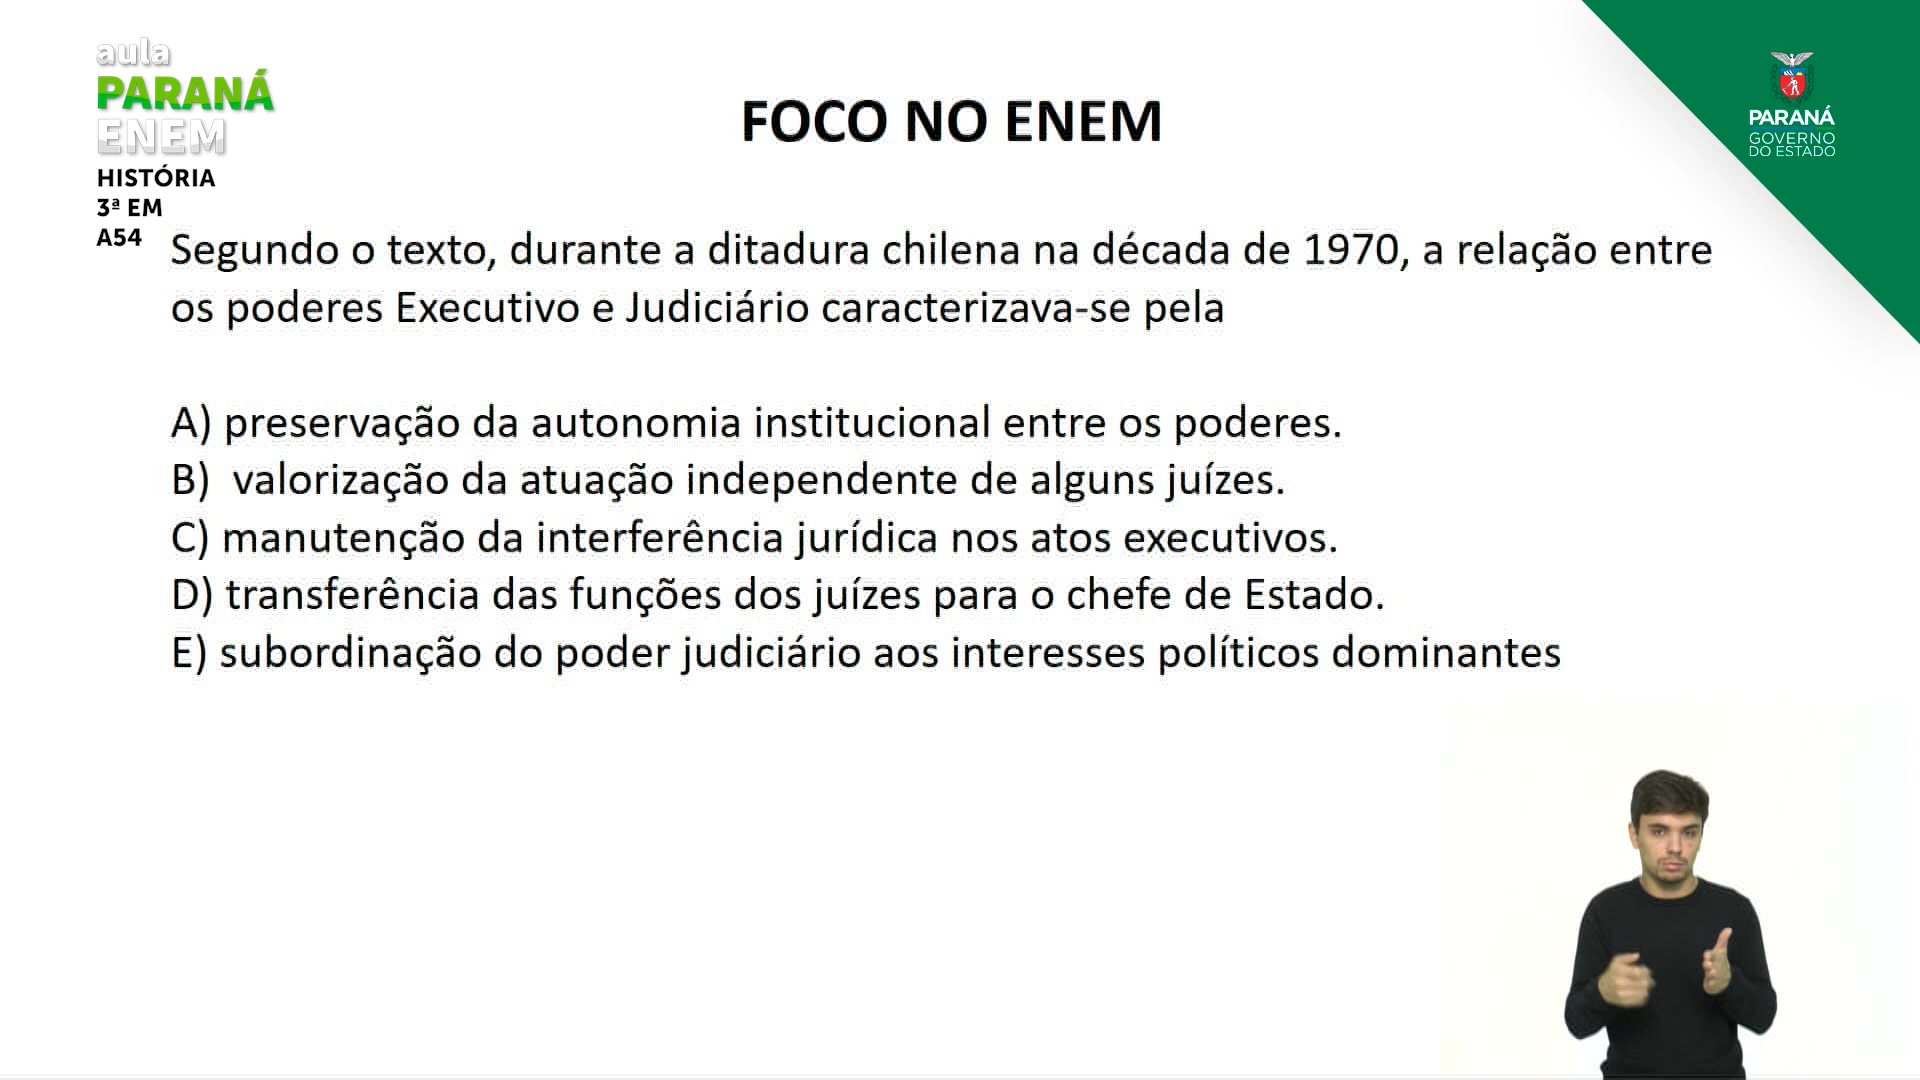 aula
PARANÁ
ENEM
HISTÓRIA
3ª EM
A54
FOCO NO ENEM
PARANÁ
GOVERNO
DO ESTADO
Segundo o texto, durante a ditadura chilena na década de 1970, a relação entre
os poderes Executivo e Judiciário caracterizava-se pela
A) preservação da autonomia institucional entre os poderes.
B)  valorização da atuação independente de alguns juízes.
C) manutenção da interferência jurídica nos atos executivos.
D) transferência das funções dos juízes para o chefe de Estado.
E) subordinação do poder judiciário aos interesses políticos dominantes